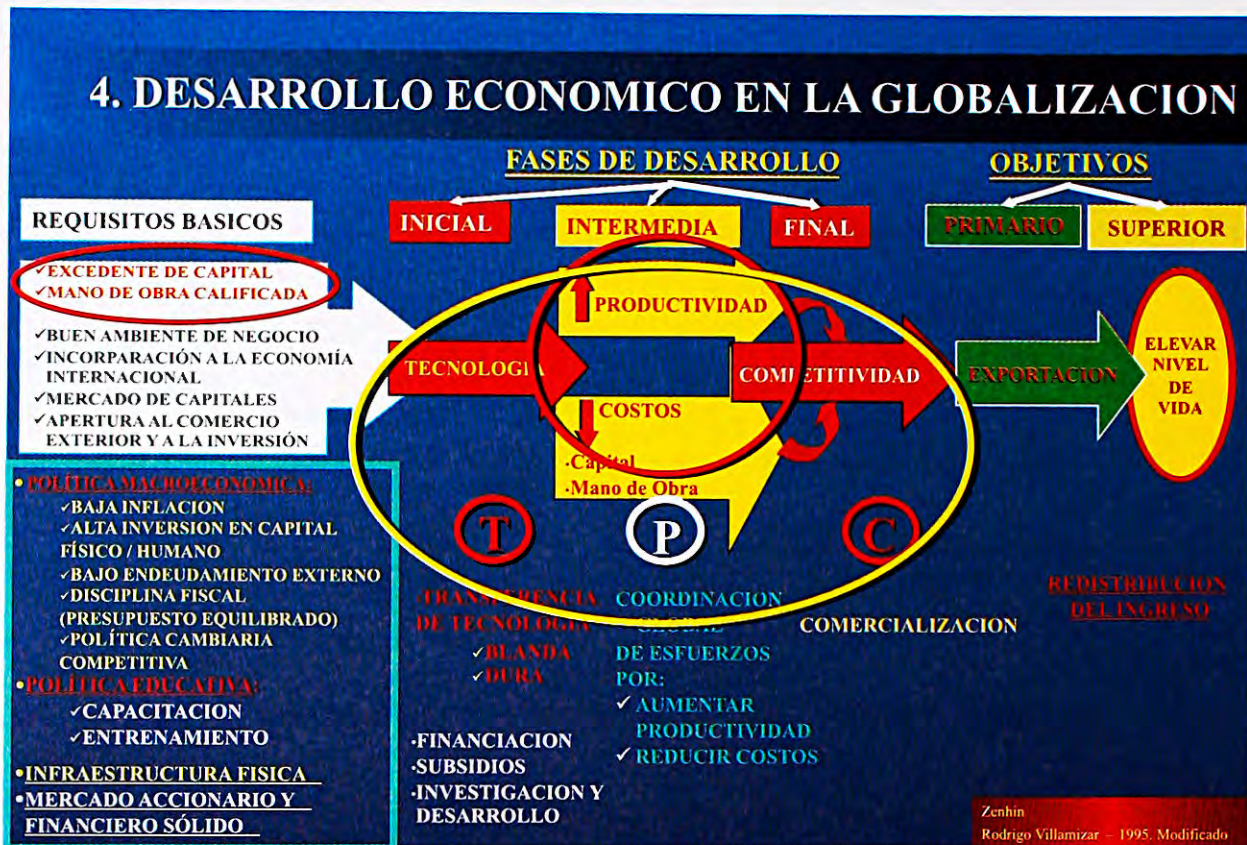 4. DESARROLLO ECONOMICO EN LA GLOBALIZACION
FASES DE DESARROLLO
OBJETIVOS
REQUISITOS BASICOS
INICIAL
INTERMEDIA
FINAL
PRIMARIO
SUPERIOR
✓EXCEDENTE DE CAPITAL
✓MANO DE OBRA CALIFICADA
✓BUEN AMBIENTE DE NEGOCIO
✓INCORPARACIÓN A LA ECONOMÍA
INTERNACIONAL
✓MERCADO DE CAPITALES
✓APERTURA AL COMERCIO
EXTERIOR Y A LA INVERSIÓN
TECNOLOGIA
PRODUCTIVIDAD
COSTOS
·Capital
·Mano de Obra
COMPETITIVIDAD
EXPORTACION
ELEVAR
NIVEL
DE
VIDA
T
P
C
•POLÍTICA MACROECONOMICA:
✓BAJA INFLACION
✓ALTA INVERSION EN CAPITAL
FÍSICO / HUMANO
✓BAJO ENDEUDAMIENTO EXTERNO
✓DISCIPLINA FISCAL
(PRESUPUESTO EQUILIBRADO)
✓POLÍTICA CAMBIARIA
COMPETITIVA
•POLÍTICA EDUCATIVA:
✓CAPACITACION
✓ENTRENAMIENTO
•INFRAESTRUCTURA FISICA
•MERCADO ACCIONARIO Y
FINANCIERO SÓLIDO
·TRANSFERENCIA
DE TECNOLOGIA
✓BLANDA
✓DURA
·FINANCIACION
·SUBSIDIOS
·INVESTIGACION Y
DESARROLLO
COORDINACION
GLOBAL
DE ESFUERZOS
POR:
✓ AUMENTAR
PRODUCTIVIDAD
✓ REDUCIR COSTOS
COMERCIALIZACION
REDISTRIBUCION
DEL INGRESO
Zenhin
Rodrigo Villamizar – 1995. Modificado